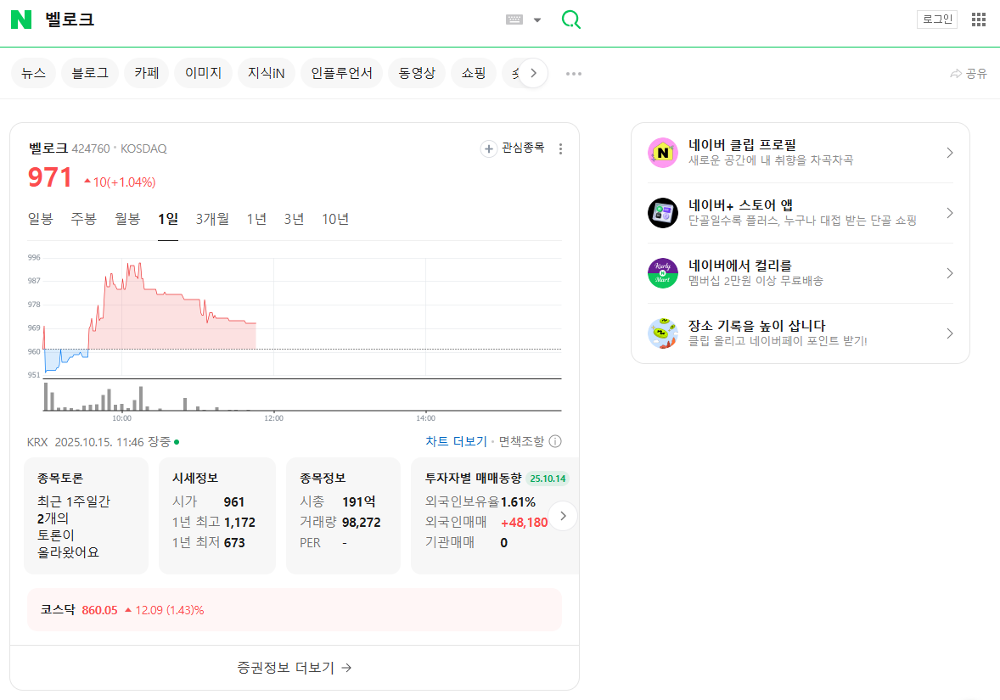 N 벨로크
로그인
뉴스 블로그 카페 이미지 지식iN 인플루언서 동영상 쇼핑
공유
벨로크 424760 · KOSDAQ
관심종목
971 ▲10(+1.04%)
일봉 주봉 월봉 1일 3개월 1년 3년 10년
996
987
978
969
960
951
10:00 12:00 14:00
KRX 2025.10.15. 11:46 장중
차트 더보기 · 면책조항
종목토론
최근 1주일간
2개의
토론이
올라왔어요
시세정보
시가 961
1년 최고 1,172
1년 최저 673
종목정보
시총 191억
거래량 98,272
PER -
투자자별 매매동향 25.10.14
외국인보유율 1.61%
외국인매매 +48,180
기관매매 0
코스닥 860.05 ▲ 12.09 (1.43)%
증권정보 더보기 →
N
네이버 클립 프로필
새로운 공간에 내 취향을 차곡차곡
네이버+ 스토어 앱
단골일수록 플러스, 누구나 대접 받는 단골 쇼핑
Kurly
N
Mart
네이버에서 컬리를
멤버십 2만원 이상 무료배송
장소 기록을 높이 삽니다
클립 올리고 네이버페이 포인트 받기!